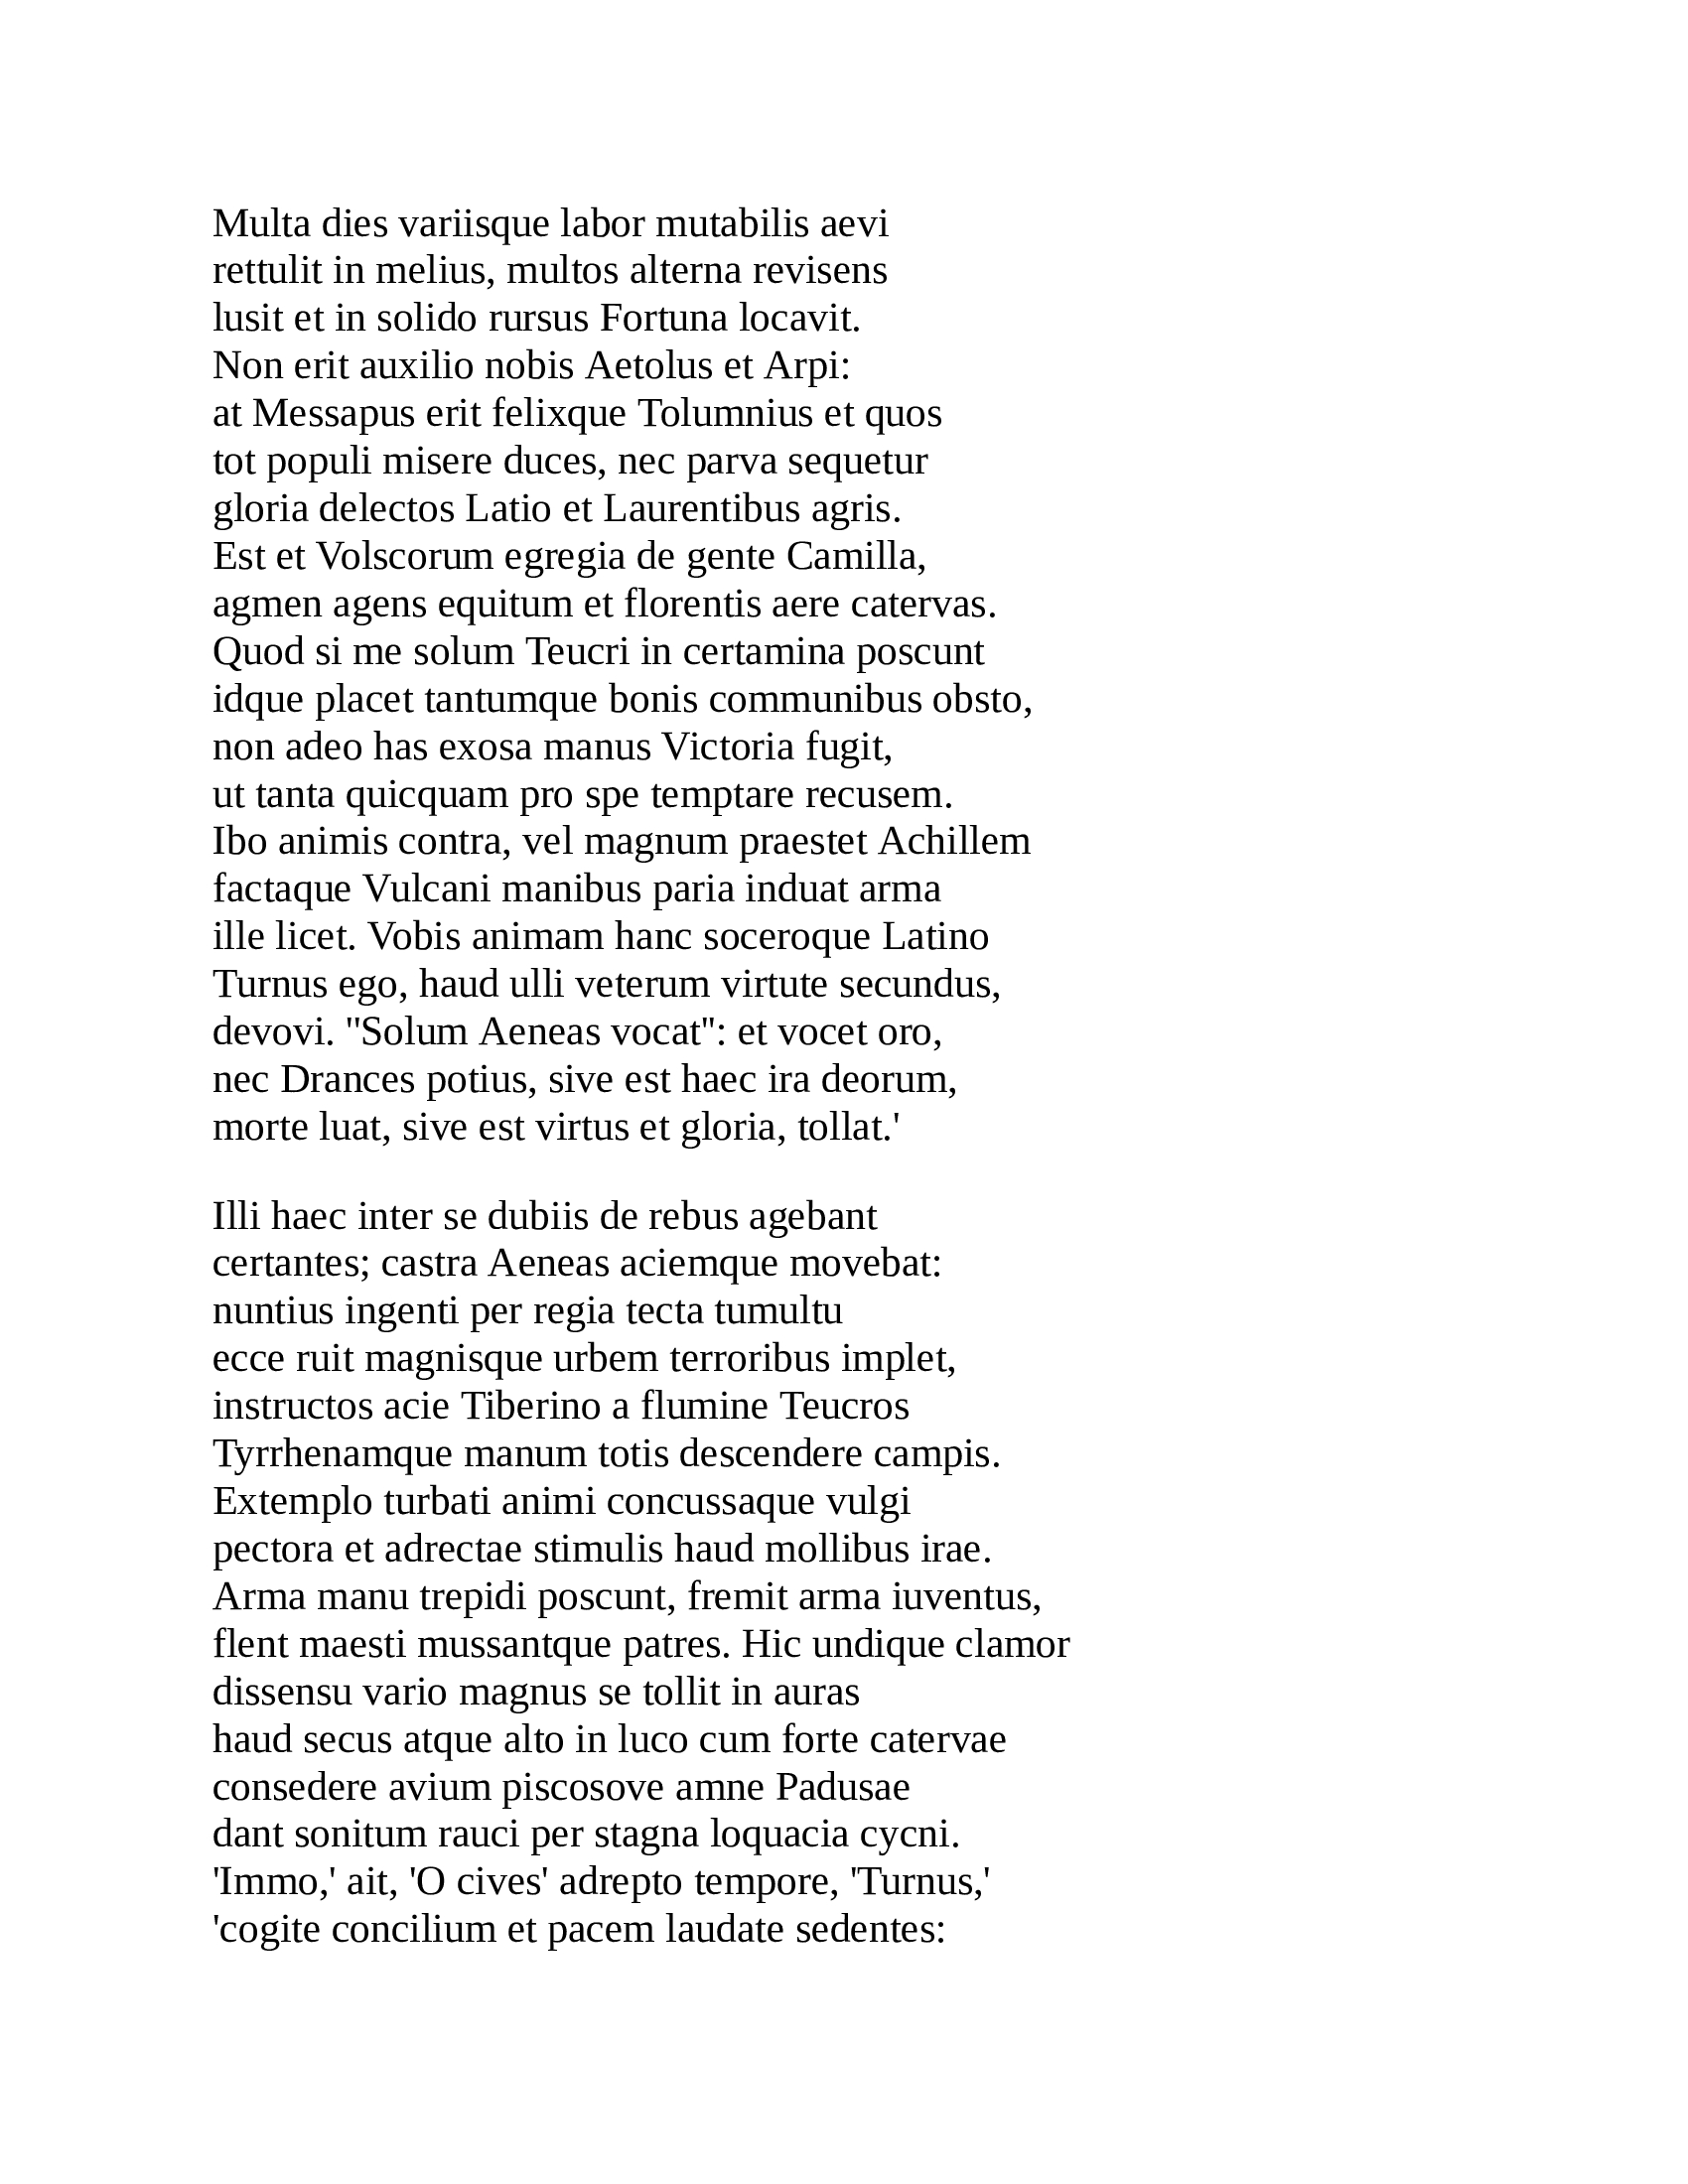 Multa dies variisque labor mutabilis aevi
rettulit in melius, multos alterna revisens
lusit et in solido rursus Fortuna locavit.
Non erit auxilio nobis Aetolus et Arpi:
at Messapus erit felixque Tolumnius et quos
tot populi misere duces, nec parva sequetur
gloria delectos Latio et Laurentibus agris.
Est et Volscorum egregia de gente Camilla,
agmen agens equitum et florentis aere catervas.
Quod si me solum Teucri in certamina poscunt
idque placet tantumque bonis communibus obsto,
non adeo has exosa manus Victoria fugit,
ut tanta quicquam pro spe temptare recusem.
Ibo animis contra, vel magnum praestet Achillem
factaque Vulcani manibus paria induat arma
ille licet. Vobis animam hanc soceroque Latino
Turnus ego, haud ulli veterum virtute secundus,
devovi. "Solum Aeneas vocat": et vocet oro,
nec Drances potius, sive est haec ira deorum,
morte luat, sive est virtus et gloria, tollat.'

Illi haec inter se dubiis de rebus agebant
certantes; castra Aeneas aciemque movebat:
nuntius ingenti per regia tecta tumultu
ecce ruit magnisque urbem terroribus implet,
instructos acie Tiberino a flumine Teucros
Tyrrhenamque manum totis descendere campis.
Extemplo turbati animi concussaque vulgi
pectora et adrectae stimulis haud mollibus irae.
Arma manu trepidi poscunt, fremit arma iuventus,
flent maesti mussantque patres. Hic undique clamor
dissensu vario magnus se tollit in auras
haud secus atque alto in luco cum forte catervae
consedere avium piscosove amne Padusae
dant sonitum rauci per stagna loquacia cycni.
'Immo,' ait, 'O cives' adrepto tempore, 'Turnus,'
'cogite concilium et pacem laudate sedentes: